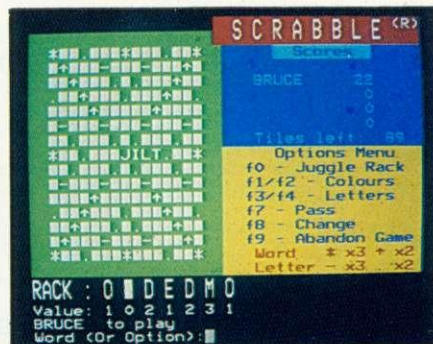 SCRABBLE (R)
Scores
BRUCE 22
0
0
0
Tiles left 89
JILT
Options Menu
f0 - Juggle Rack
f1/f2 - Colours
f3/f4 - Letters
f7 - Pass
f8 - Change
f9 - Abandon Game
Word * x3 + x2
Letter - x3 . x2
RACK : O D E D M O
Value: 1 0 2 1 2 3 1
BRUCE to play
Word (Or Option):